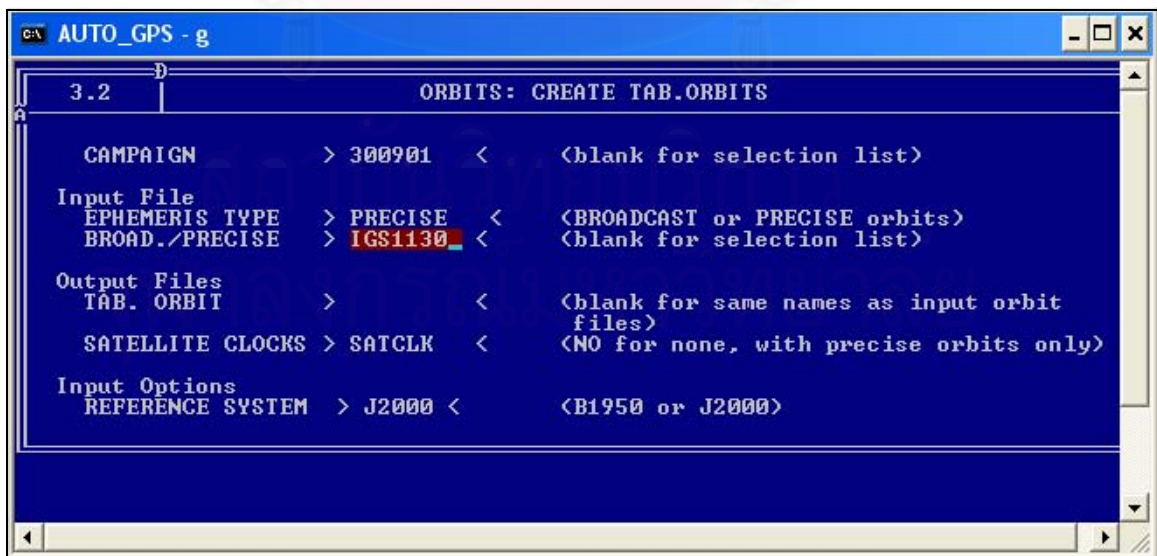 AUTO_GPS - g
3.2 ORBITS: CREATE TAB.ORBITS
CAMPAIGN > 300901 < (blank for selection list)
Input File
EPHEMERIS TYPE > PRECISE < (BROADCAST or PRECISE orbits)
BROAD./PRECISE > IGS1130_ < (blank for selection list)
Output Files
TAB. ORBIT > < (blank for same names as input orbit
files)
SATELLITE CLOCKS > SATCLK < (NO for none, with precise orbits only)
Input Options
REFERENCE SYSTEM > J2000 < (B1950 or J2000)